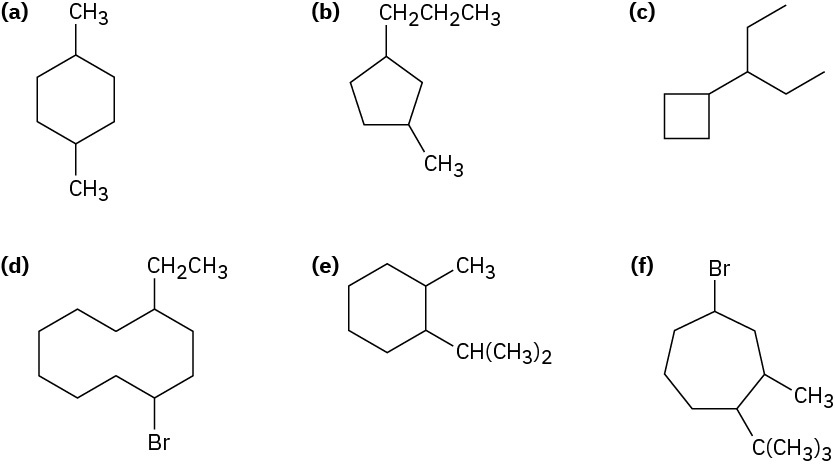 (a) CH₃
CH₃
(b) CH₂CH₂CH₃
CH₃
(c)
(d) CH₂CH₃
Br
(e) CH₃
CH(CH₃)₂
(f) Br
CH₃
C(CH₃)₃